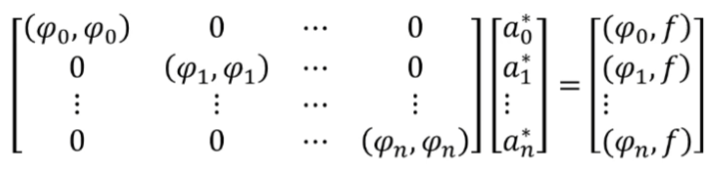 [(φ₀, φ₀) 0 ⋯ 0] [a₀*] = [(φ₀, f)]
[0 (φ₁, φ₁) ⋯ 0] [a₁*] = [(φ₁, f)]
[⋮ ⋮ ⋯ ⋮] [⋮] = [⋮]
[0 0 ⋯ (φₙ, φₙ)] [aₙ*] = [(φₙ, f)]